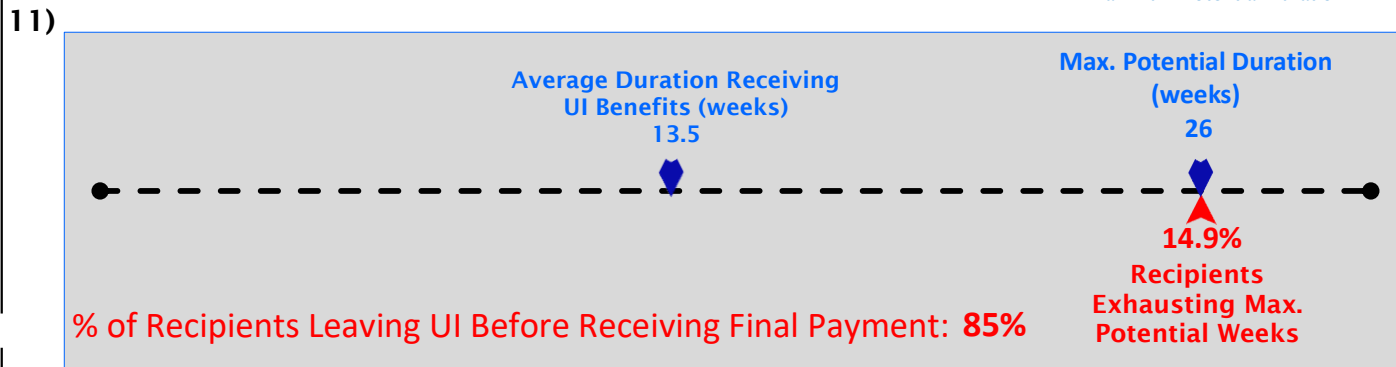 11)
Average Duration Receiving
UI Benefits (weeks)
13.5
Max. Potential Duration
(weeks)
26
14.9%
Recipients
Exhausting Max.
Potential Weeks
% of Recipients Leaving UI Before Receiving Final Payment: 85%